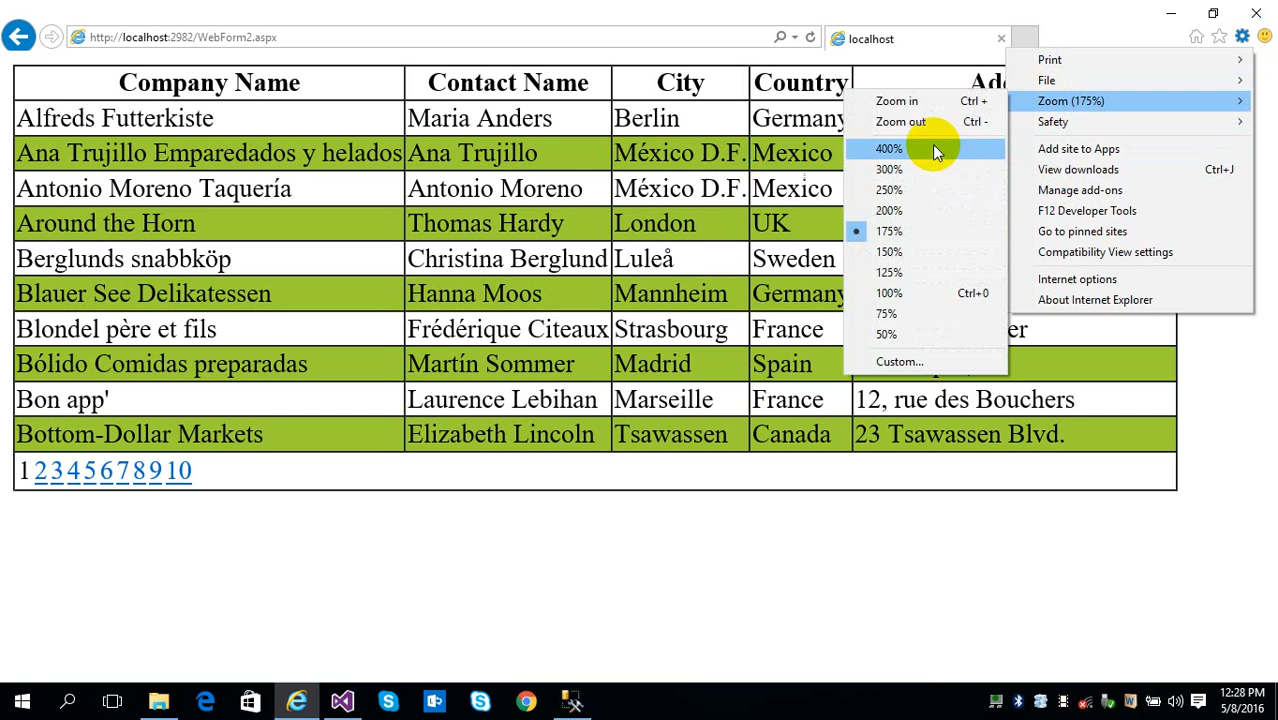 http://localhost:2982/WebForm2.aspx
localhost
Company Name Contact Name City Country Ad
Alfreds Futterkiste Maria Anders Berlin Germany
Ana Trujillo Emparedados y helados Ana Trujillo México D.F. Mexico
Antonio Moreno Taquería Antonio Moreno México D.F. Mexico
Around the Horn Thomas Hardy London UK
Berglunds snabbköp Christina Berglund Luleå Sweden
Blauer See Delikatessen Hanna Moos Mannheim Germany
Blondel père et fils Frédérique Citeaux Strasbourg France er
Bólido Comidas preparadas Martín Sommer Madrid Spain
Bon app' Laurence Lebihan Marseille France 12, rue des Bouchers
Bottom-Dollar Markets Elizabeth Lincoln Tsawassen Canada 23 Tsawassen Blvd.
1 2 3 4 5 6 7 8 9 10
Print
File
Zoom (175%)
Safety
Add site to Apps
View downloads Ctrl+J
Manage add-ons
F12 Developer Tools
Go to pinned sites
Compatibility View settings
Internet options
About Internet Explorer
Zoom in Ctrl +
Zoom out Ctrl -
400%
300%
250%
200%
175%
150%
125%
100% Ctrl+0
75%
50%
Custom...
12:28 PM
5/8/2016